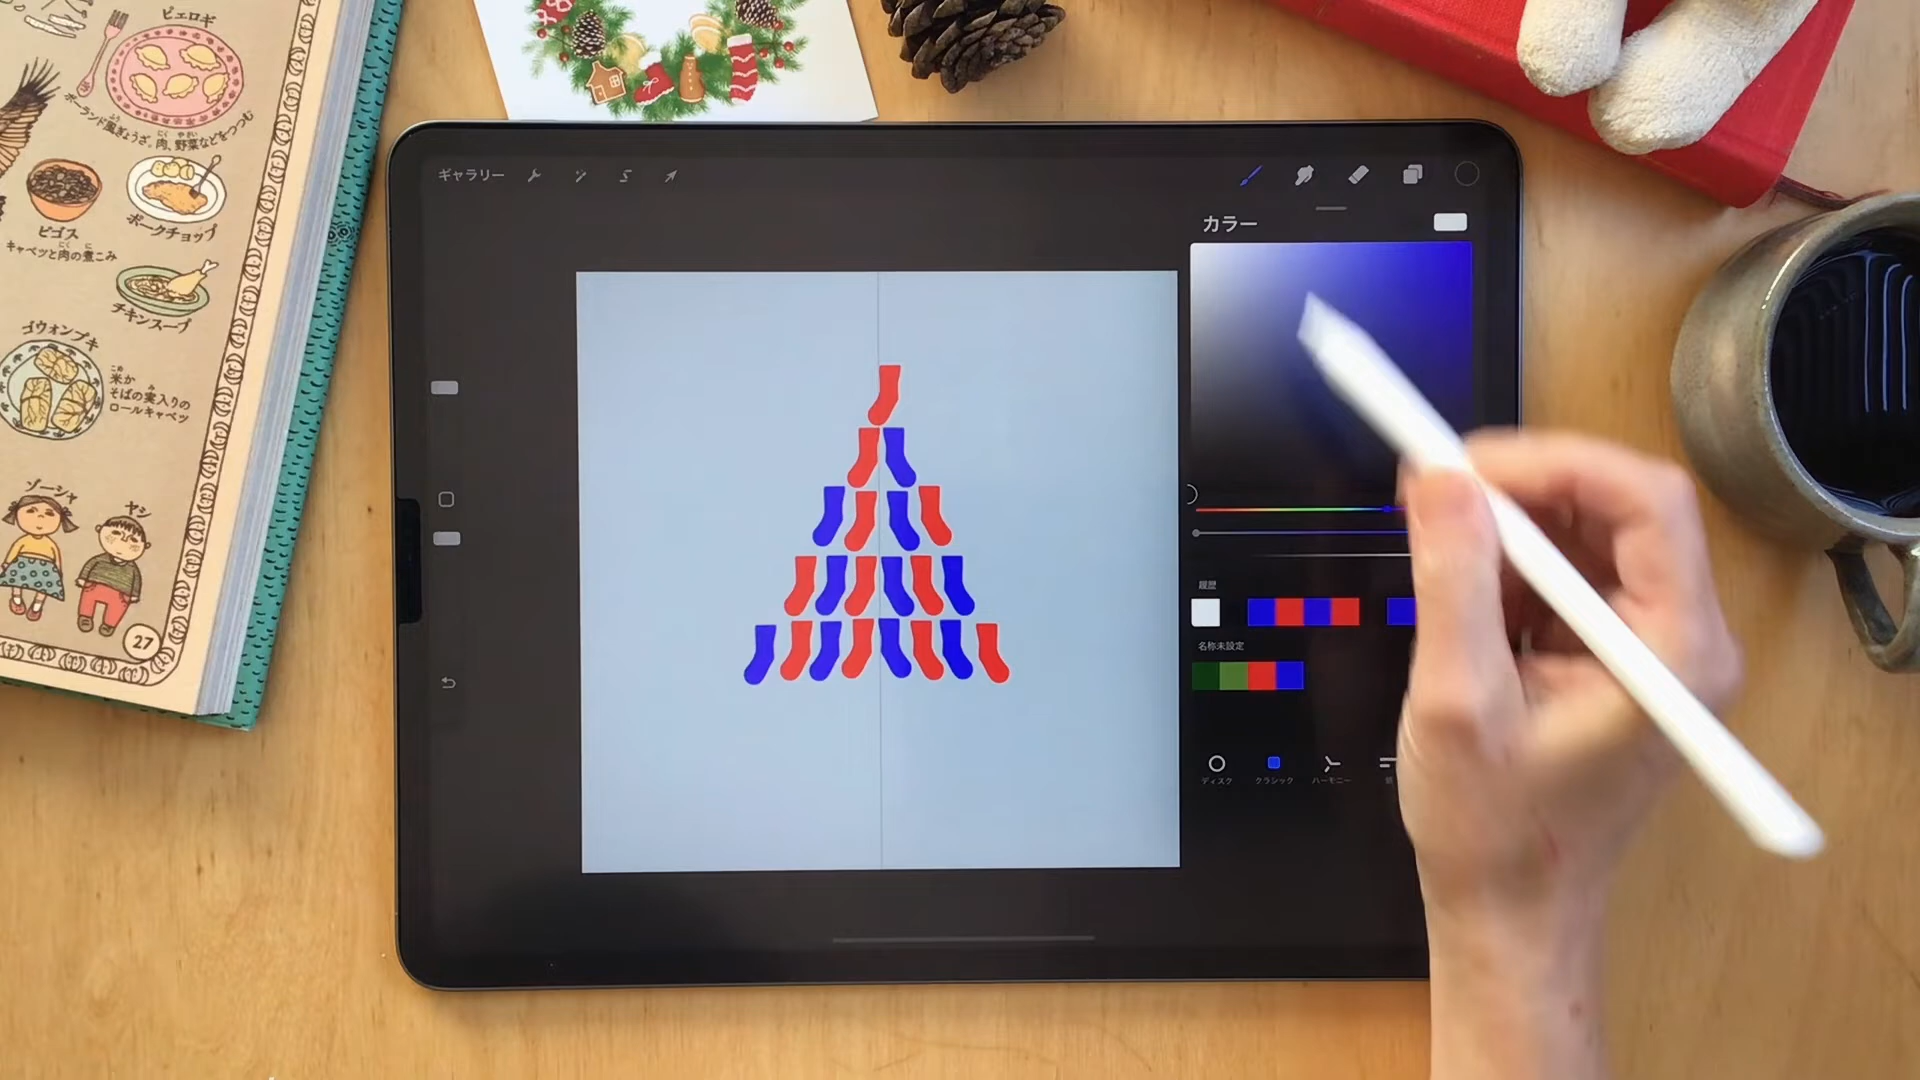 ピエロギ
ポーランド風ぎょうざ。肉、野菜などをつつむ
ビゴス
キャベツと肉の煮こみ
ポークチョップ
チキンスープ
ゴウォンプキ
米か
そばの実入りの
ロールキャベツ
ゾーシャ
ヤシ
27
ギャラリー
カラー
履歴
名称未設定
ディスク
クラシック
ハーモニー